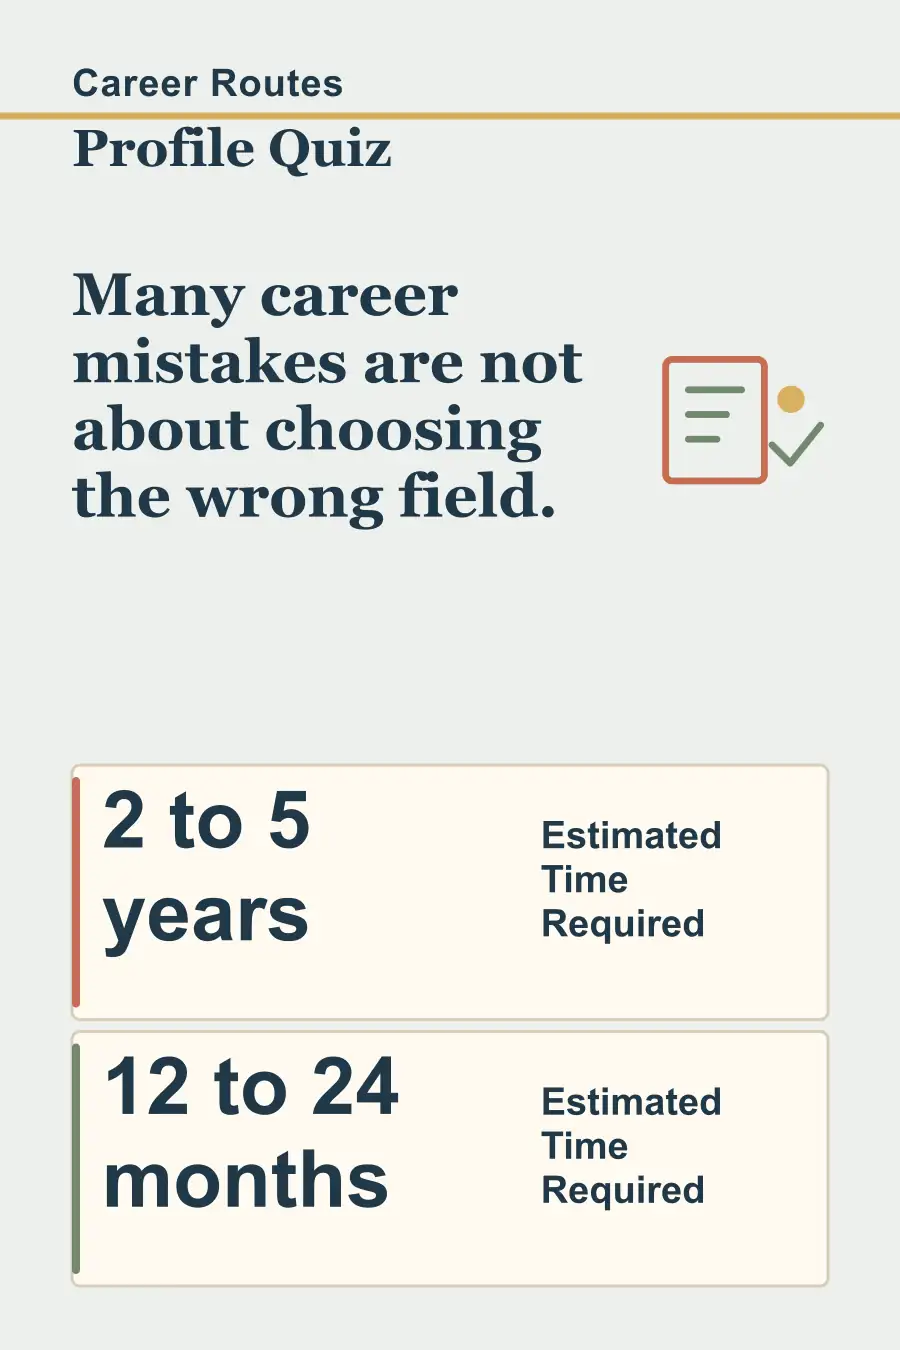 Career Routes
Profile Quiz
Many career
mistakes are not
about choosing
the wrong field.
2 to 5
years
Estimated
Time
Required
12 to 24
months
Estimated
Time
Required